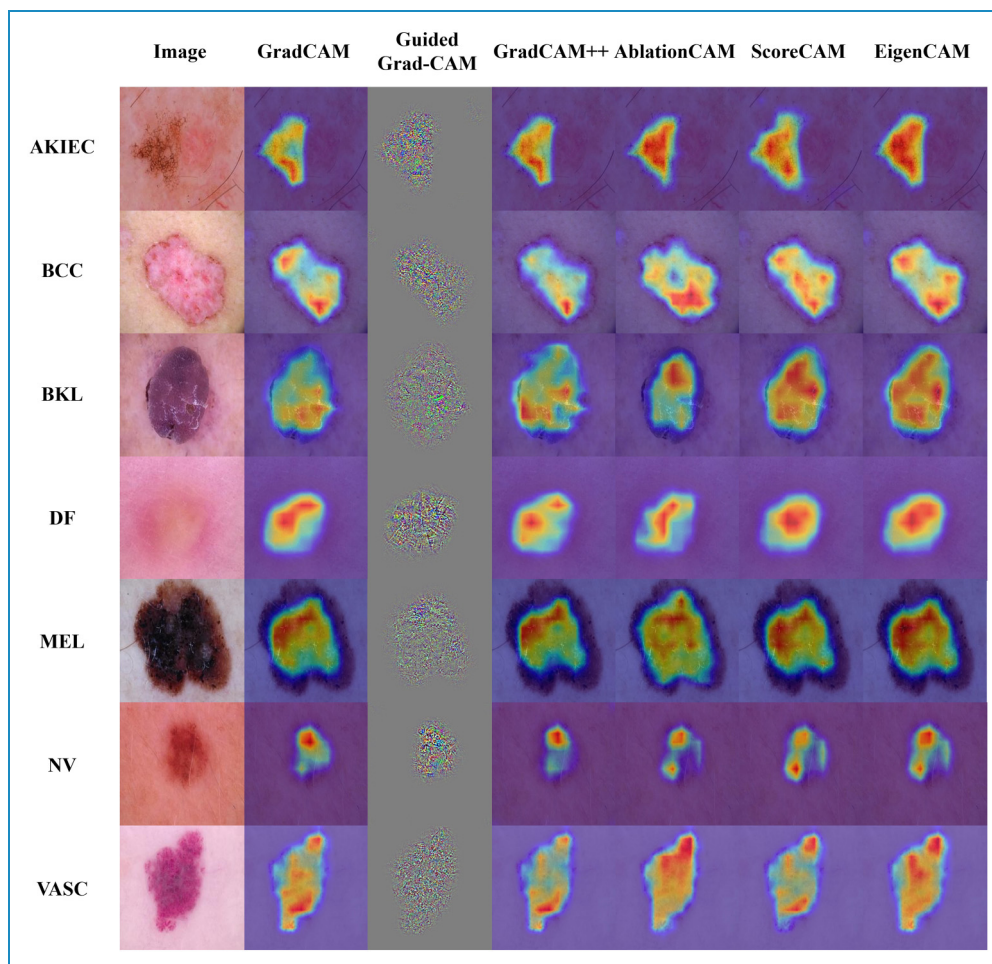 Image GradCAM Guided Grad-CAM GradCAM++ AblationCAM ScoreCAM EigenCAM
AKIEC
BCC
BKL
DF
MEL
NV
VASC